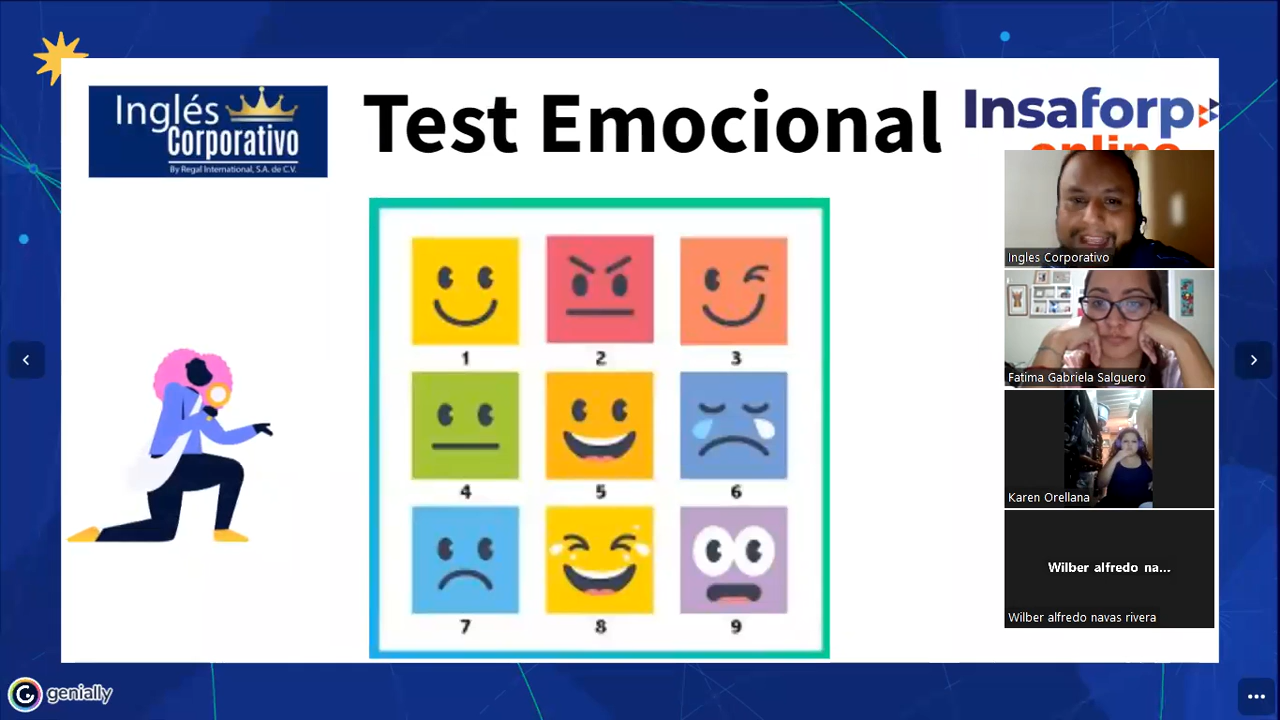 Inglés
Corporativo
By Regal International, S.A. de C.V.
Test Emocional
Insaforp
online
1
2
3
4
5
6
7
8
9
Ingles Corporativo
Fatima Gabriela Salguero
Karen Orellana
Wilber alfredo na...
Wilber alfredo navas rivera
genially